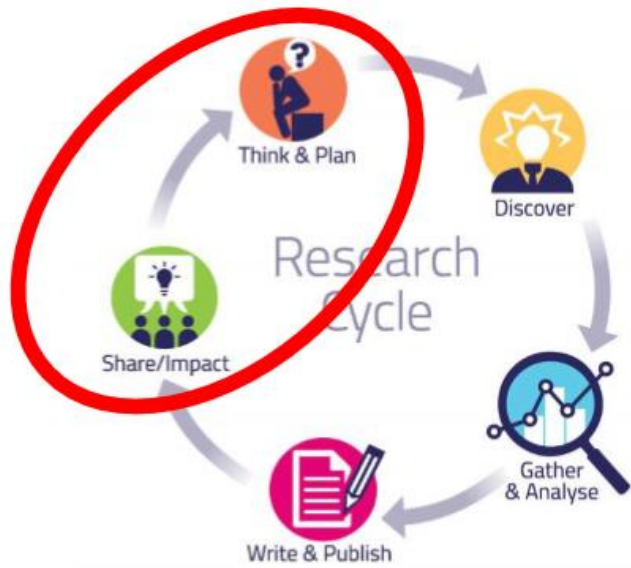 ?
Think & Plan
Discover
Research
Cycle
Share/Impact
Gather
& Analyse
Write & Publish